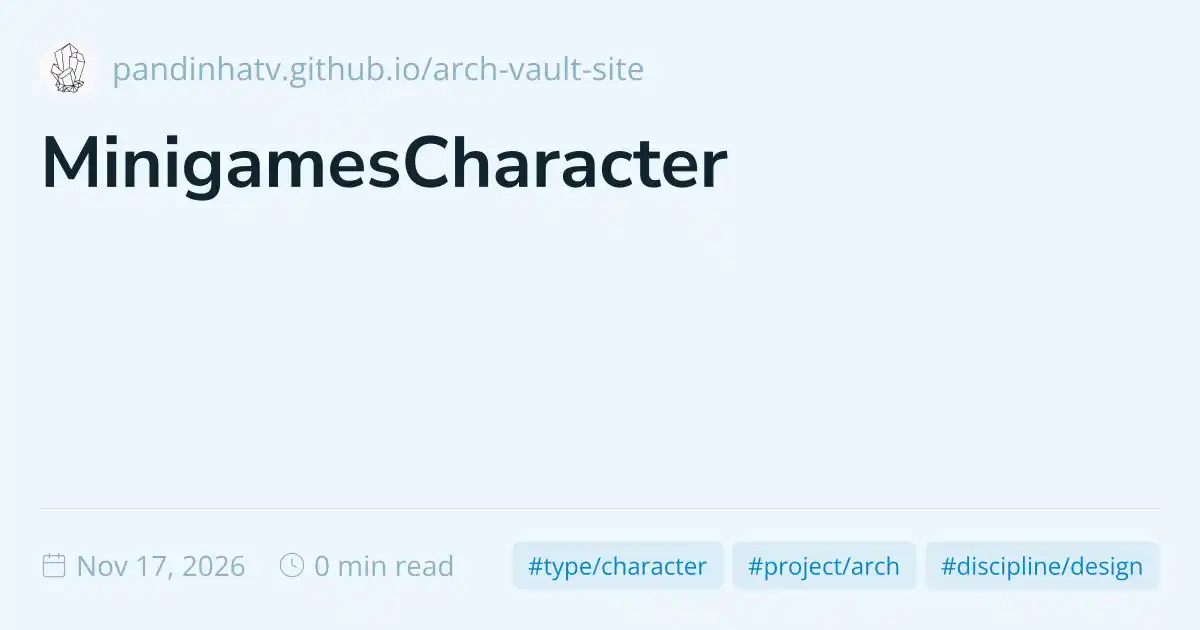 pandinhatv.github.io/arch-vault-site
MinigamesCharacter
Nov 17, 2026 0 min read #type/character #project/arch #discipline/design